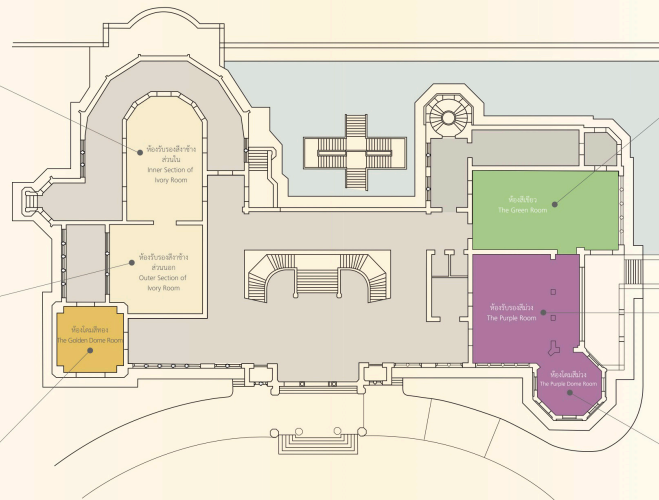 ห้องรับรองสีงาช้าง
ส่วนใน
Inner Section of
Ivory Room
ห้องสีเขียว
The Green Room
ห้องรับรองสีงาช้าง
ส่วนนอก
Outer Section of
Ivory Room
ห้องรับรองสีม่วง
The Purple Room
ห้องโดมสีทอง
The Golden Dome Room
ห้องโดมสีม่วง
The Purple Dome Room